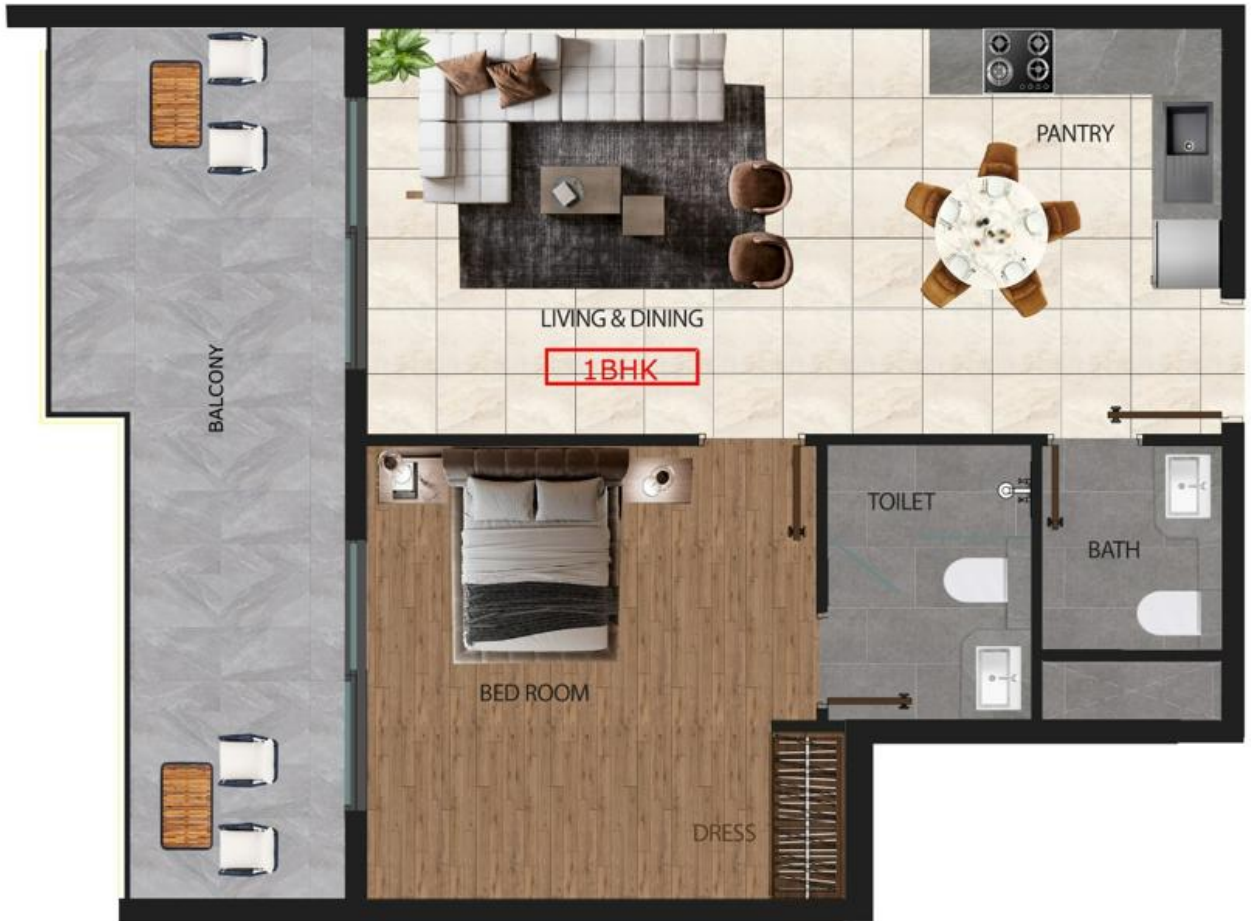 PANTRY
LIVING & DINING
1BHK
BALCONY
TOILET
BATH
BED ROOM
DRESS